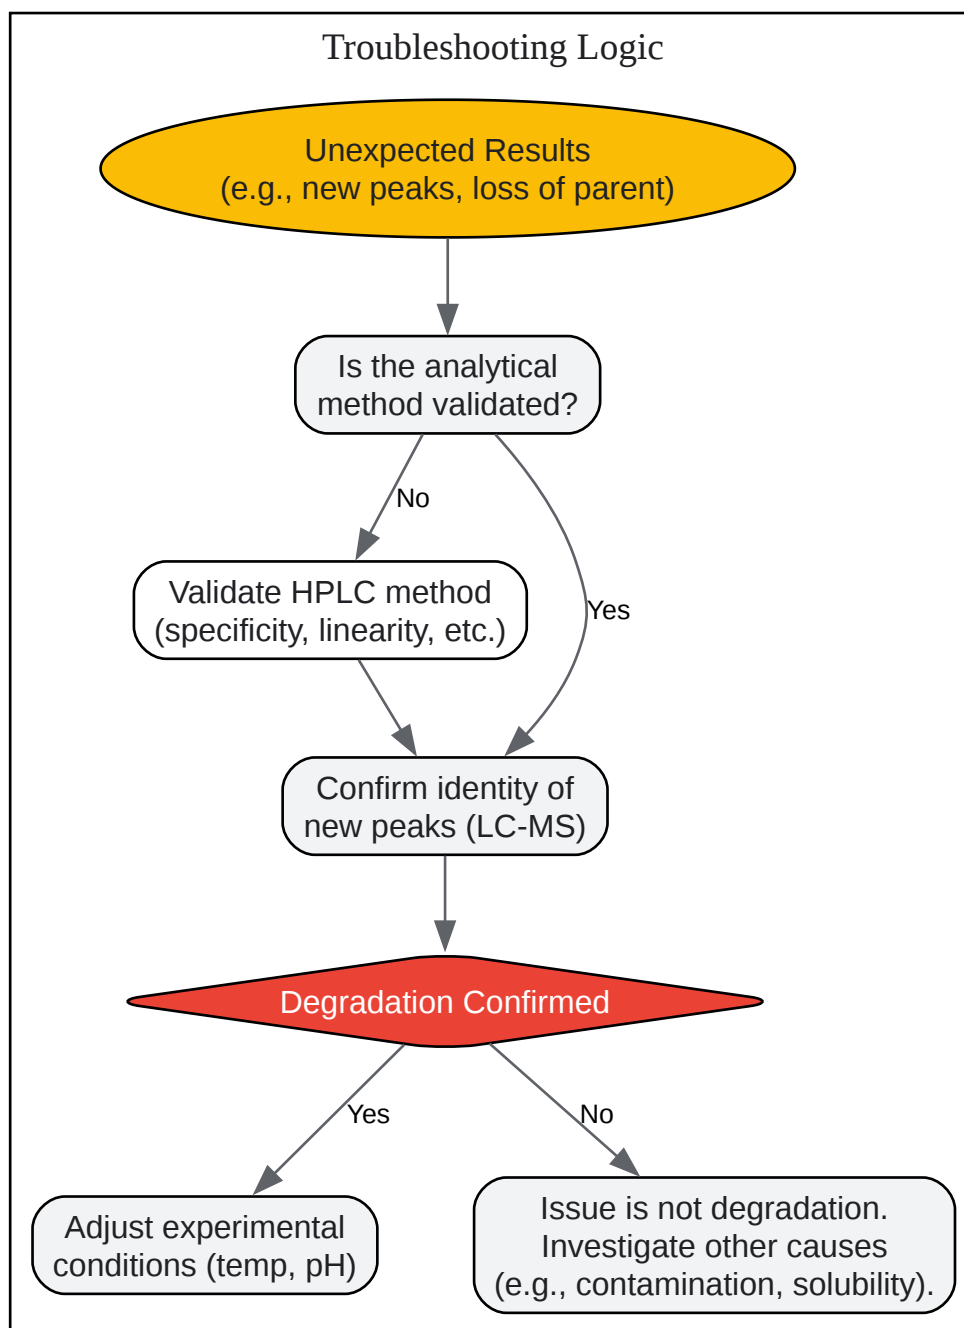 Troubleshooting Logic
Unexpected Results
(e.g., new peaks, loss of parent)
Is the analytical
method validated?
No
Validate HPLC method
(specificity, linearity, etc.)
Yes
Confirm identity of
new peaks (LC-MS)
Degradation Confirmed
Yes
No
Adjust experimental
conditions (temp, pH)
Issue is not degradation.
Investigate other causes
(e.g., contamination, solubility).